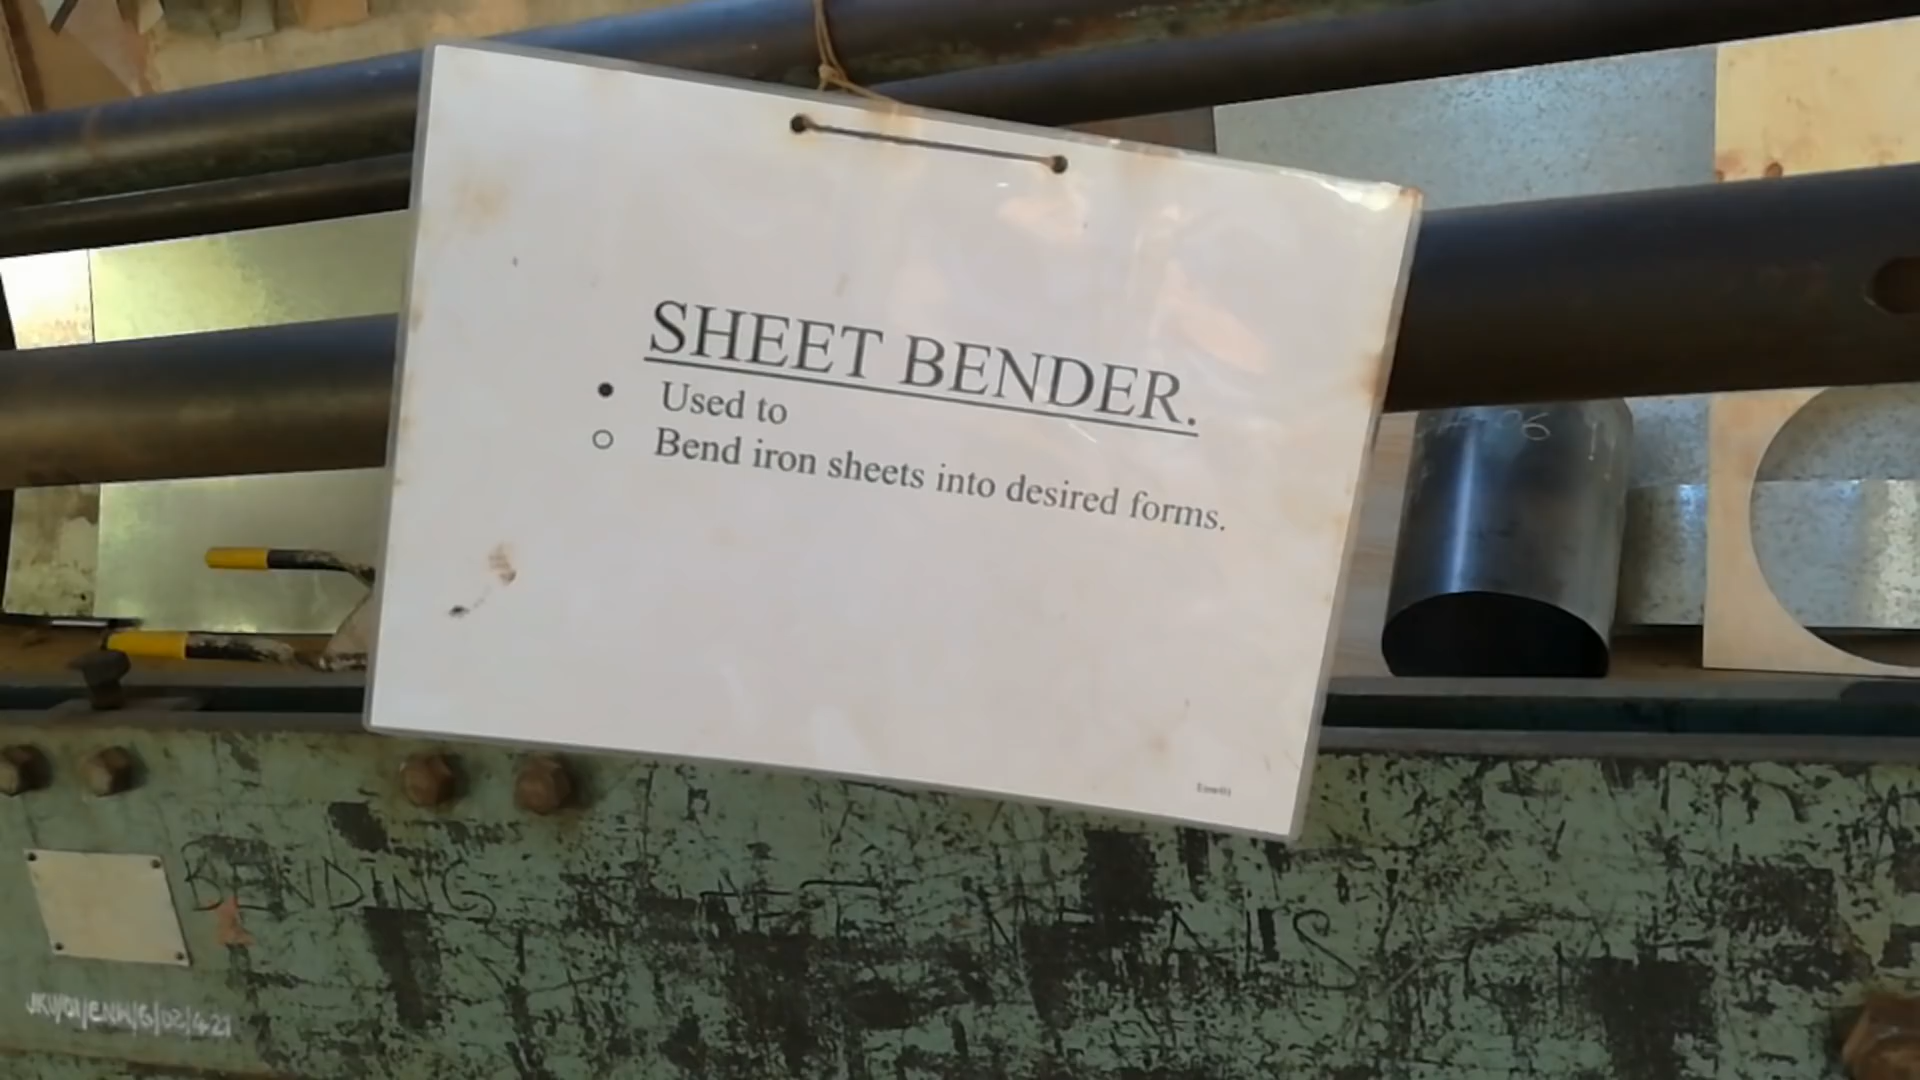 SHEET BENDER.
• Used to
○ Bend iron sheets into desired forms.
BENDING